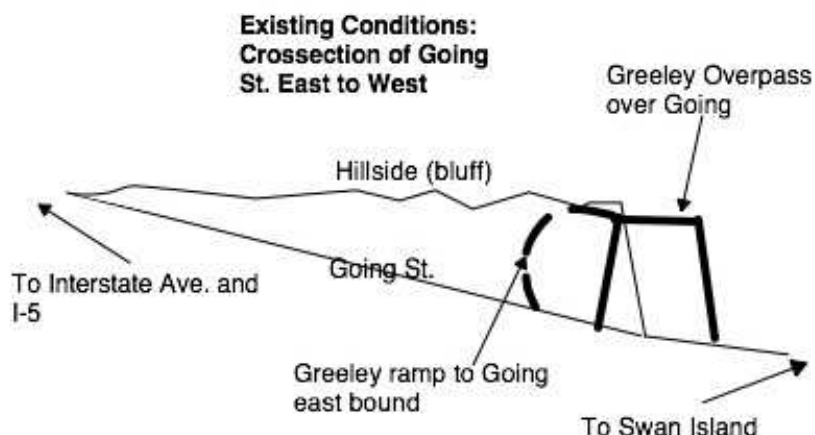 Existing Conditions:
Crossection of Going
St. East to West
Greeley Overpass
over Going
Hillside (bluff)
Going St.
To Interstate Ave. and
I-5
Greeley ramp to Going
east bound
To Swan Island